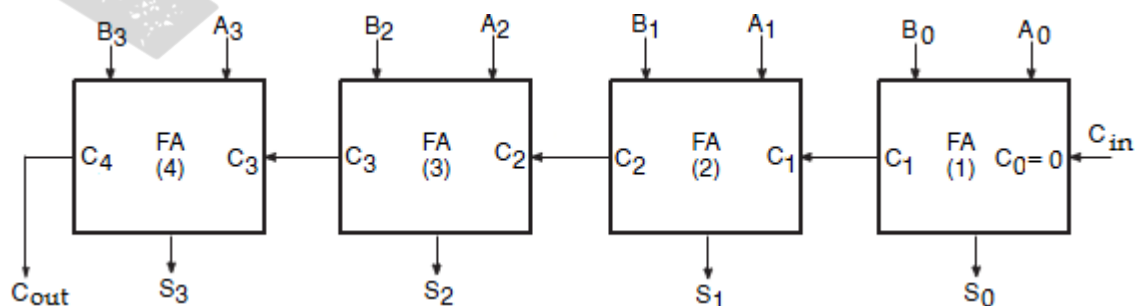 B3 A3 B2 A2 B1 A1 B0 A0
FA FA FA FA Cin
C4 (4) C3 C3 (3) C2 C2 (2) C1 C1 (1) C0 = 0
Cout S3 S2 S1 S0